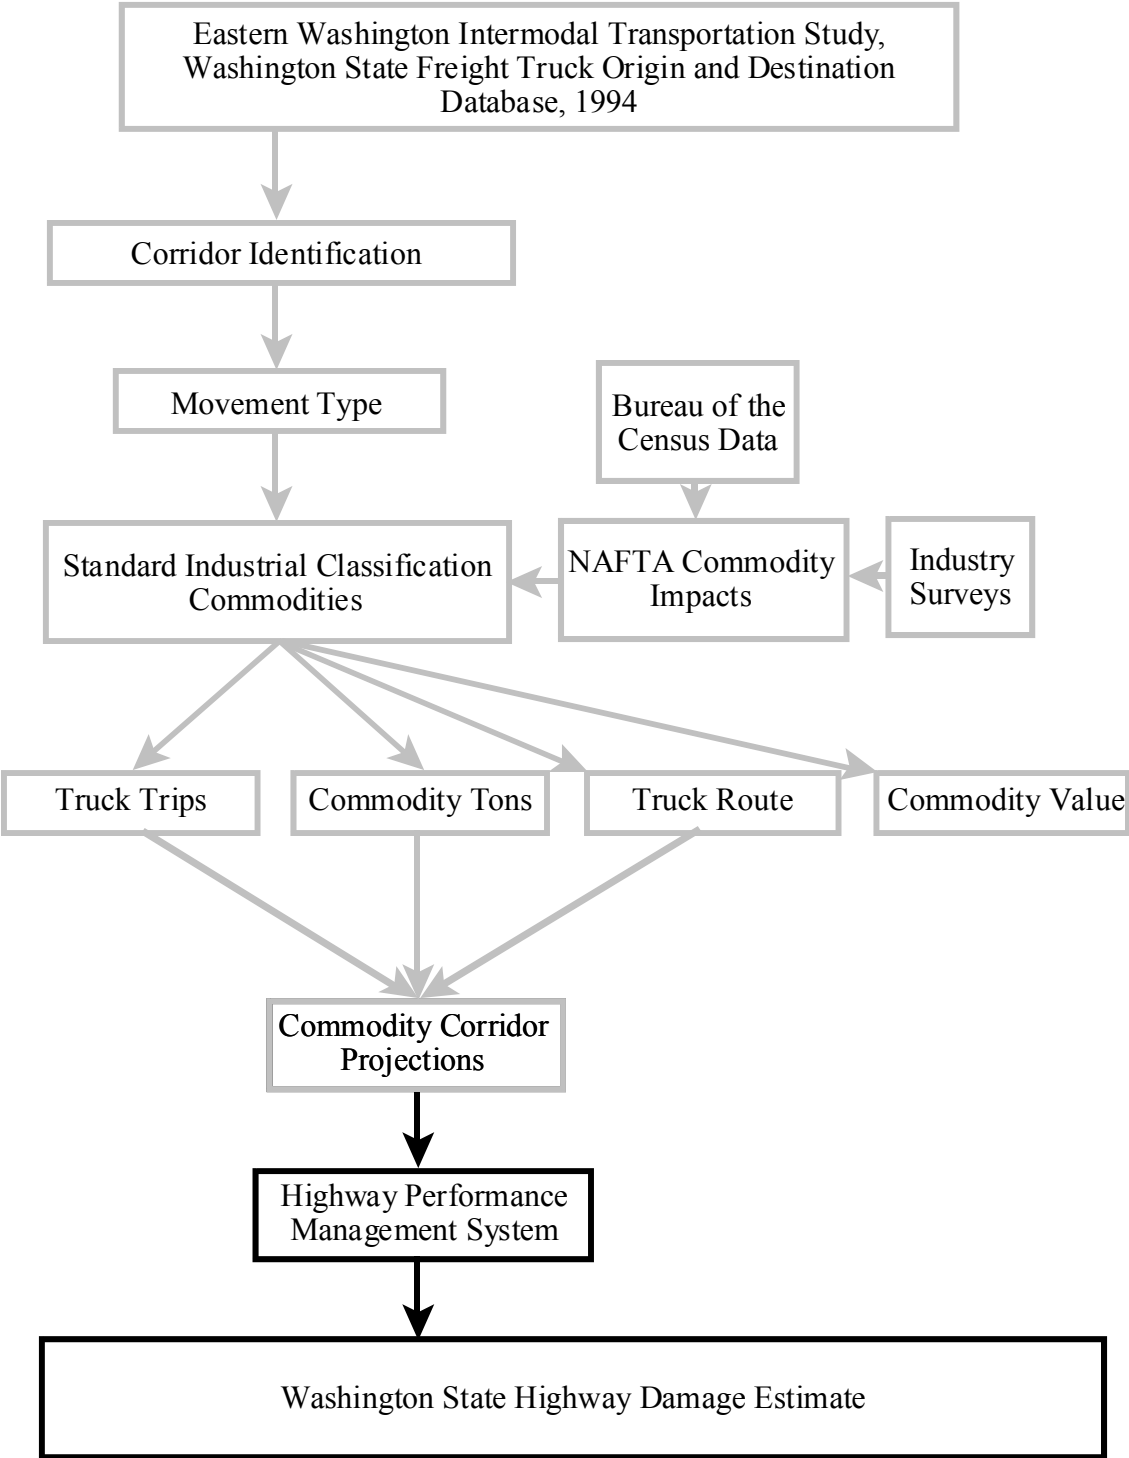 Eastern Washington Intermodal Transportation Study,
Washington State Freight Truck Origin and Destination
Database, 1994
Corridor Identification
Movement Type
Bureau of the
Census Data
Standard Industrial Classification
Commodities
NAFTA Commodity
Impacts
Industry
Surveys
Truck Trips
Commodity Tons
Truck Route
Commodity Value
Commodity Corridor
Projections
Highway Performance
Management System
Washington State Highway Damage Estimate